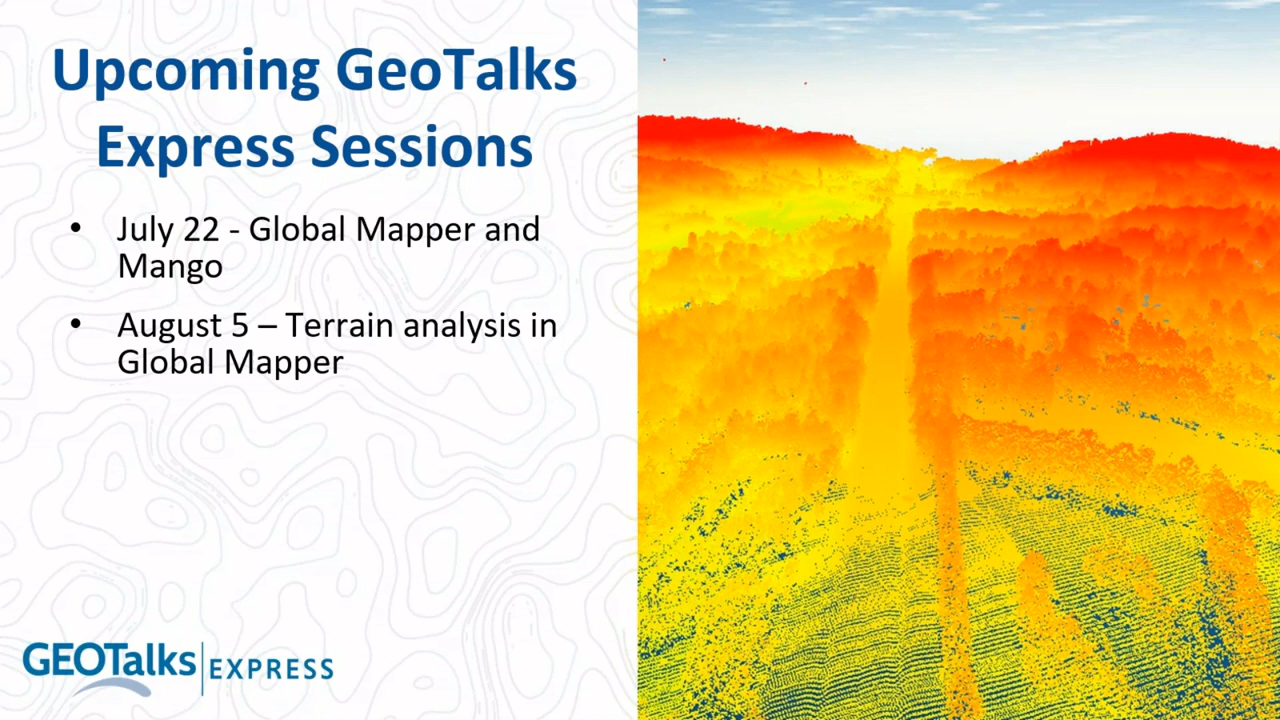 Upcoming GeoTalks
Express Sessions
• July 22 - Global Mapper and
Mango
• August 5 – Terrain analysis in
Global Mapper
GEOTalks EXPRESS